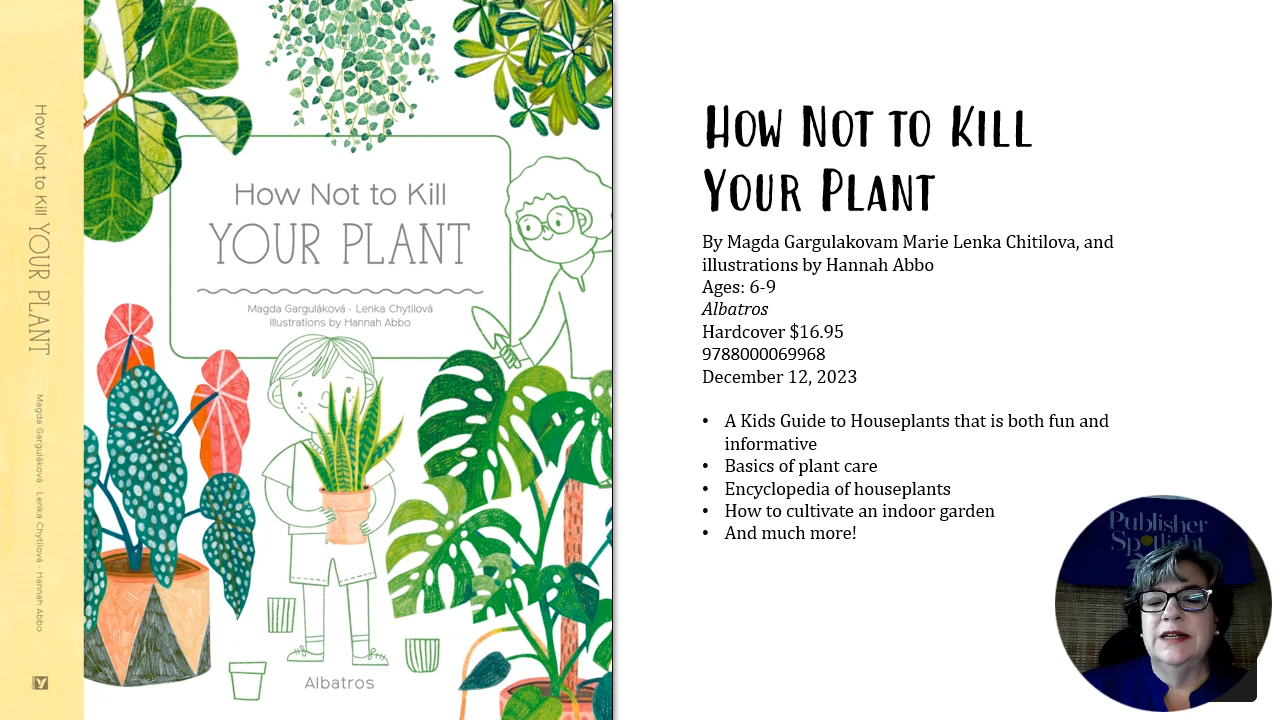 How Not to Kill YOUR PLANT
Magda Garguláková · Lenka Chytilová · Hannah Abbo
How Not to Kill
YOUR PLANT
Magda Garguláková · Lenka Chytilová
Illustrations by Hannah Abbo
Albatros
How Not to Kill
Your Plant
By Magda Gargulakovam Marie Lenka Chitilova, and
illustrations by Hannah Abbo
Ages: 6-9
Albatros
Hardcover $16.95
9788000069968
December 12, 2023
• A Kids Guide to Houseplants that is both fun and
informative
• Basics of plant care
• Encyclopedia of houseplants
• How to cultivate an indoor garden
• And much more!
Publisher
Spotlight